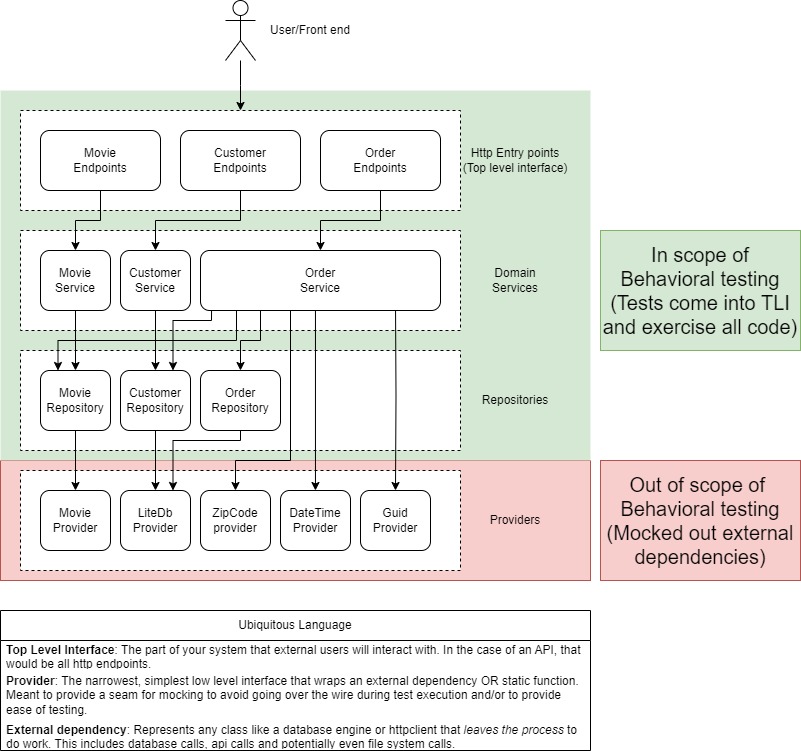 User/Front end
Movie
Endpoints
Customer
Endpoints
Order
Endpoints
Http Entry points
(Top level interface)
Movie
Service
Customer
Service
Order
Service
Domain
Services
In scope of
Behavioral testing
(Tests come into TLI
and exercise all code)
Movie
Repository
Customer
Repository
Order
Repository
Repositories
Movie
Provider
LiteDb
Provider
ZipCode
provider
DateTime
Provider
Guid
Provider
Providers
Out of scope of
Behavioral testing
(Mocked out external
dependencies)
Ubiquitous Language
Top Level Interface: The part of your system that external users will interact with. In the case of an API, that
would be all http endpoints.
Provider: The narrowest, simplest low level interface that wraps an external dependency OR static function.
Meant to provide a seam for mocking to avoid going over the wire during test execution and/or to provide
ease of testing.
External dependency: Represents any class like a database engine or httpclient that leaves the process to
do work. This includes database calls, api calls and potentially even file system calls.